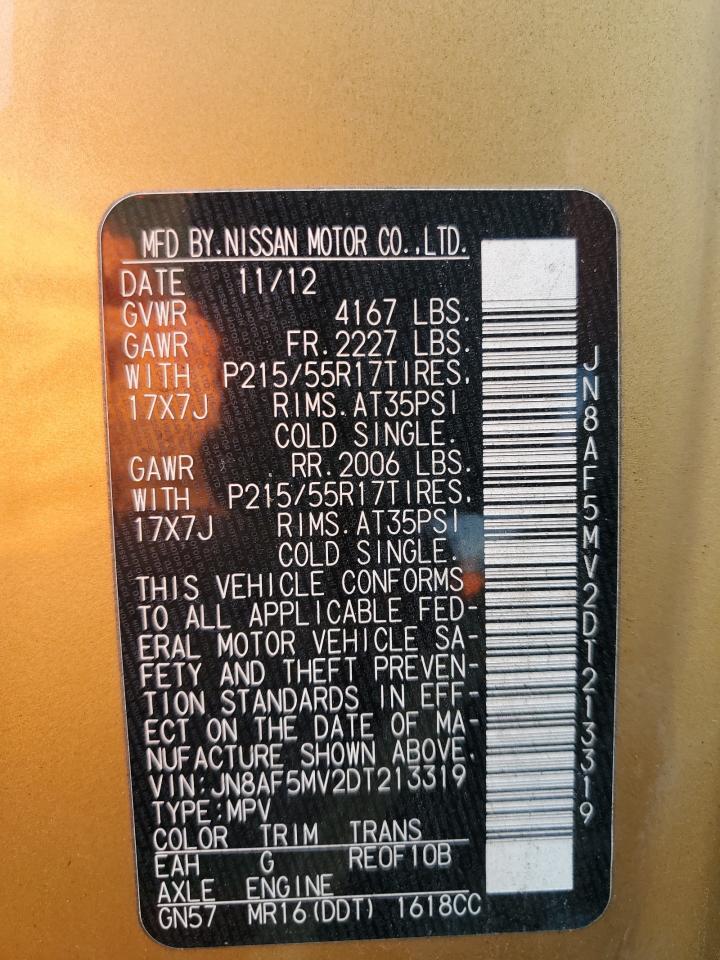 MFD BY.NISSAN MOTOR CO.,LTD.
DATE 11/12
GVWR 4167 LBS.
GAWR FR.2227 LBS.
WITH P215/55R17TIRES,
17X7J RIMS.AT35PSI
COLD SINGLE.
GAWR RR.2006 LBS.
WITH P215/55R17TIRES,
17X7J RIMS.AT35PSI
COLD SINGLE.
THIS VEHICLE CONFORMS
TO ALL APPLICABLE FED-
ERAL MOTOR VEHICLE SA-
FETY AND THEFT PREVEN-
TION STANDARDS IN EFF-
ECT ON THE DATE OF MA-
NUFACTURE SHOWN ABOVE.
VIN:JN8AF5MV2DT213319
TYPE:MPV
COLOR TRIM TRANS
EAH G RE0F10B
AXLE ENGINE
GN57 MR16(DDT) 1618CC
JN8AF5MV2DT213319